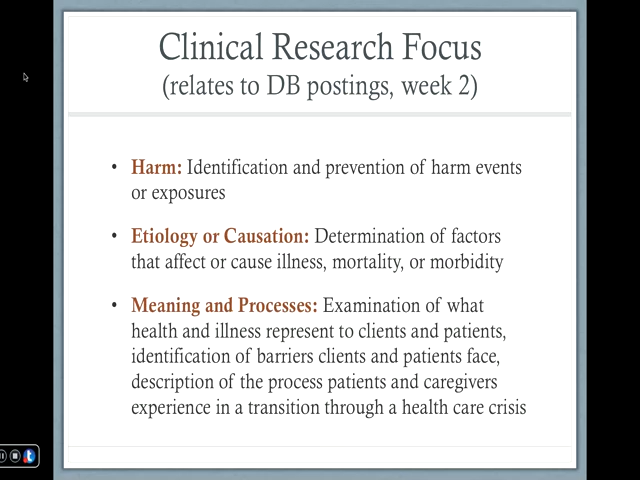 Clinical Research Focus
(relates to DB postings, week 2)
• Harm: Identification and prevention of harm events
or exposures
• Etiology or Causation: Determination of factors
that affect or cause illness, mortality, or morbidity
• Meaning and Processes: Examination of what
health and illness represent to clients and patients,
identification of barriers clients and patients face,
description of the process patients and caregivers
experience in a transition through a health care crisis
t